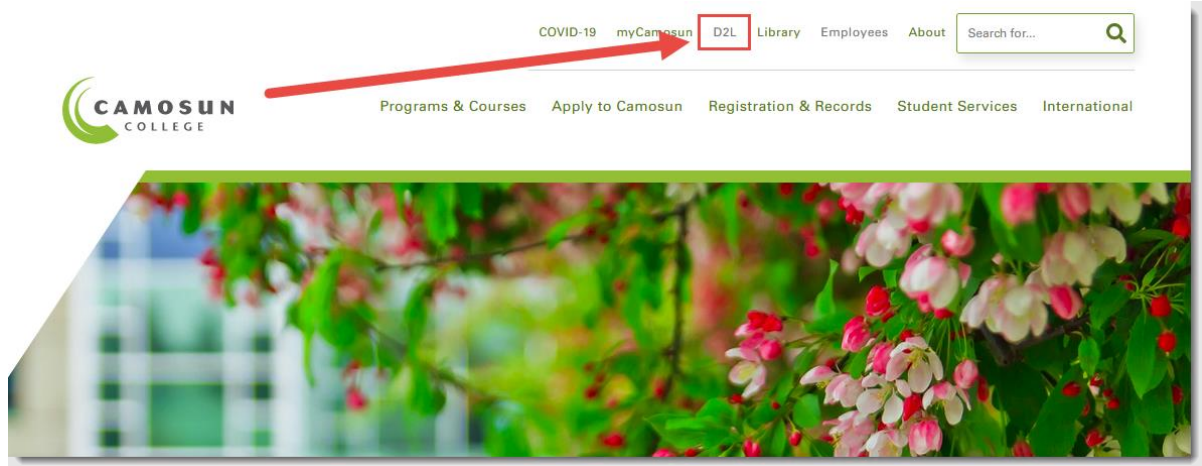 COVID-19 myCamosun D2L Library Employees About Search for...
CAMOSUN
COLLEGE
Programs & Courses Apply to Camosun Registration & Records Student Services International